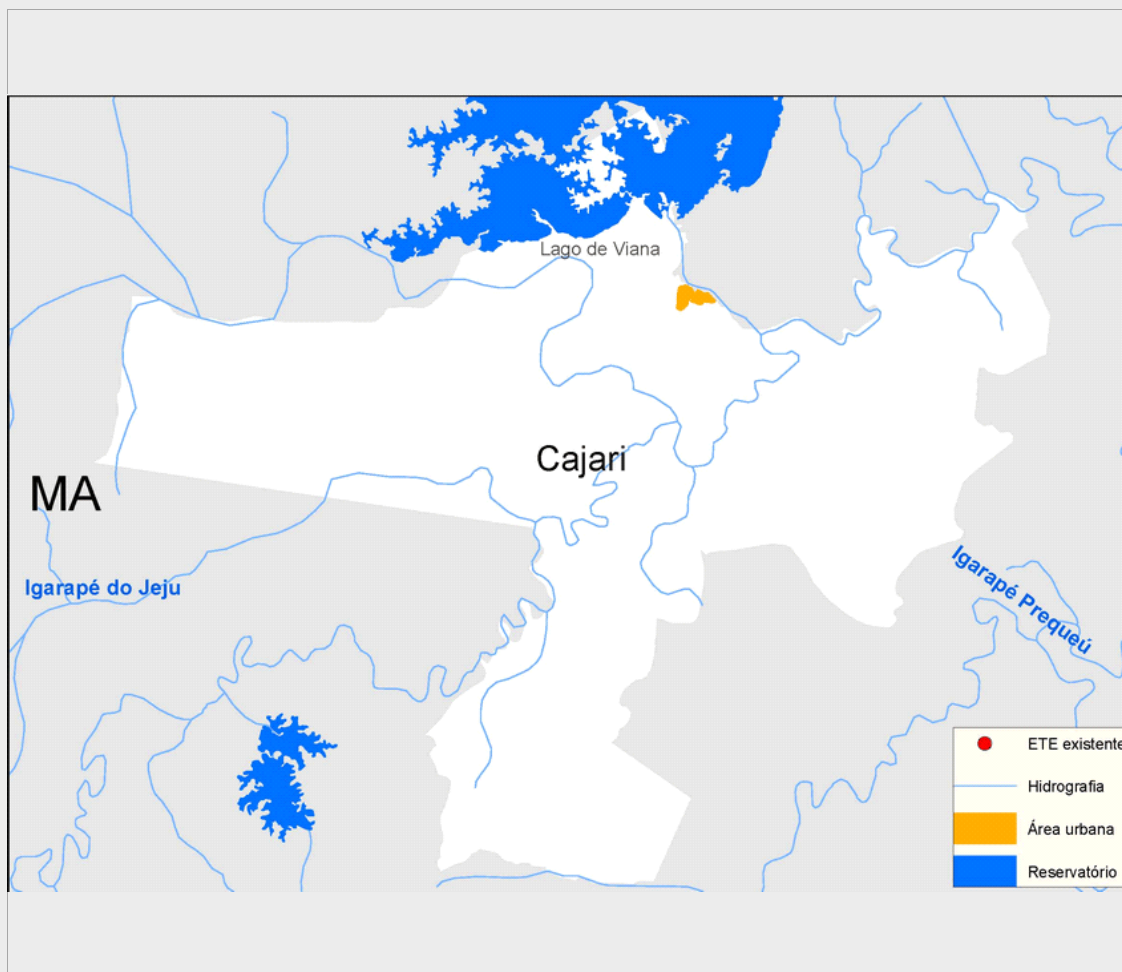 Lago de Viana
Cajari
MA
Igarapé do Jeju
Igarapé Prequeú
ETE existente
Hidrografia
Área urbana
Reservatório